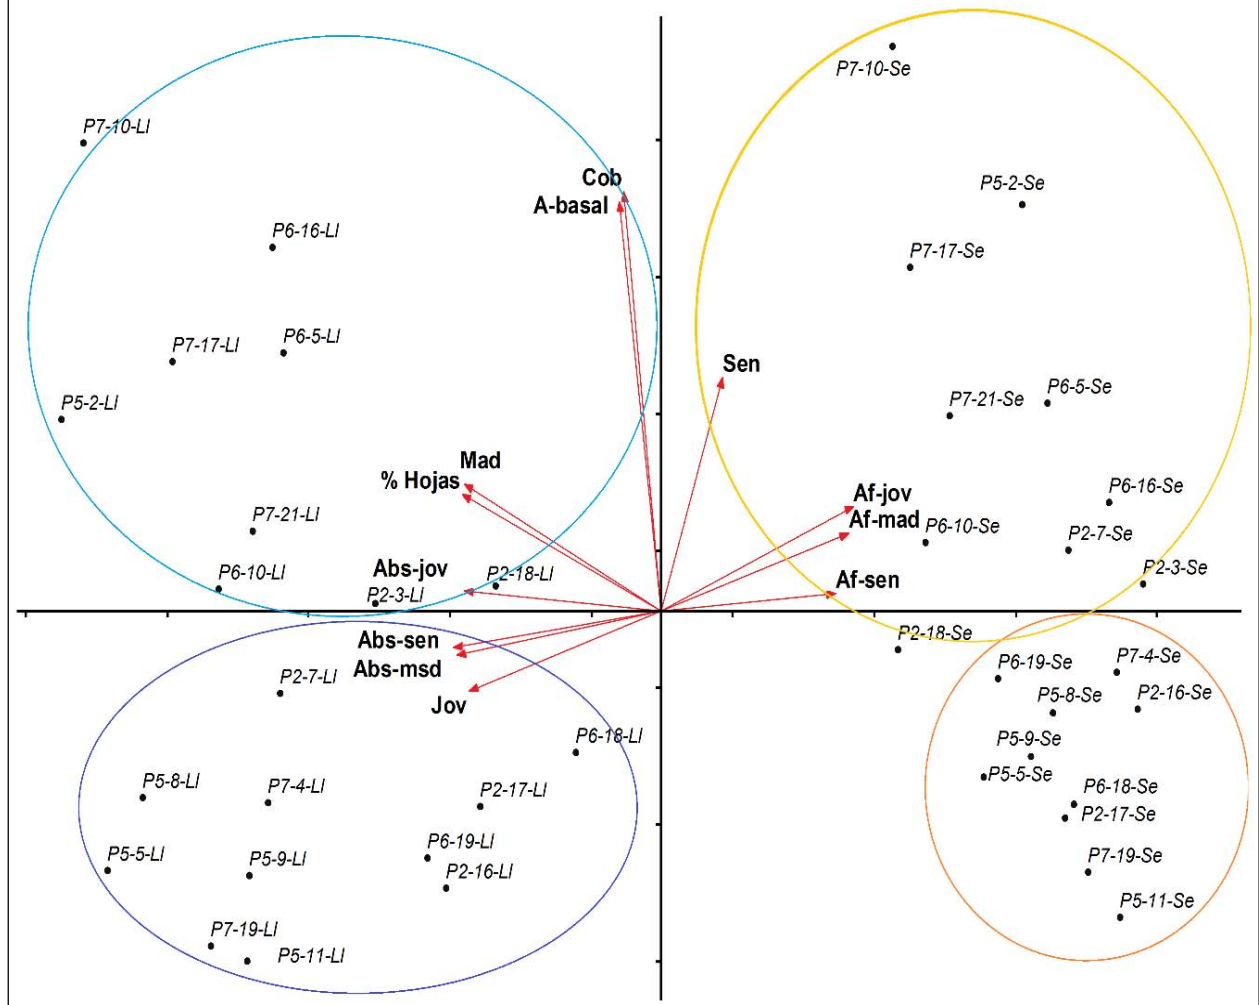 P7-10-Se
P7-10-Ll
P5-2-Se
Cob
A-basal
P6-16-Ll
P7-17-Se
P7-17-Ll
P6-5-Ll
Sen
P5-2-Ll
P7-21-Se
P6-5-Se
Mad
% Hojas
P6-16-Se
Af-jov
Af-mad
P7-21-Ll
P6-10-Se
P2-7-Se
P6-10-Ll
Abs-jov
P2-18-Ll
Af-sen
P2-3-Se
P2-3-Ll
Abs-sen
P2-18-Se
Abs-msd
P6-19-Se
P7-4-Se
P2-7-Ll
P5-8-Se
P2-16-Se
Jov
P6-18-Ll
P5-9-Se
P5-8-Ll
P7-4-Ll
P2-17-Ll
P5-5-Se
P6-18-Se
P2-17-Se
P6-19-Ll
P5-5-Ll
P5-9-Ll
P2-16-Ll
P7-19-Se
P5-11-Se
P7-19-Ll
P5-11-Ll